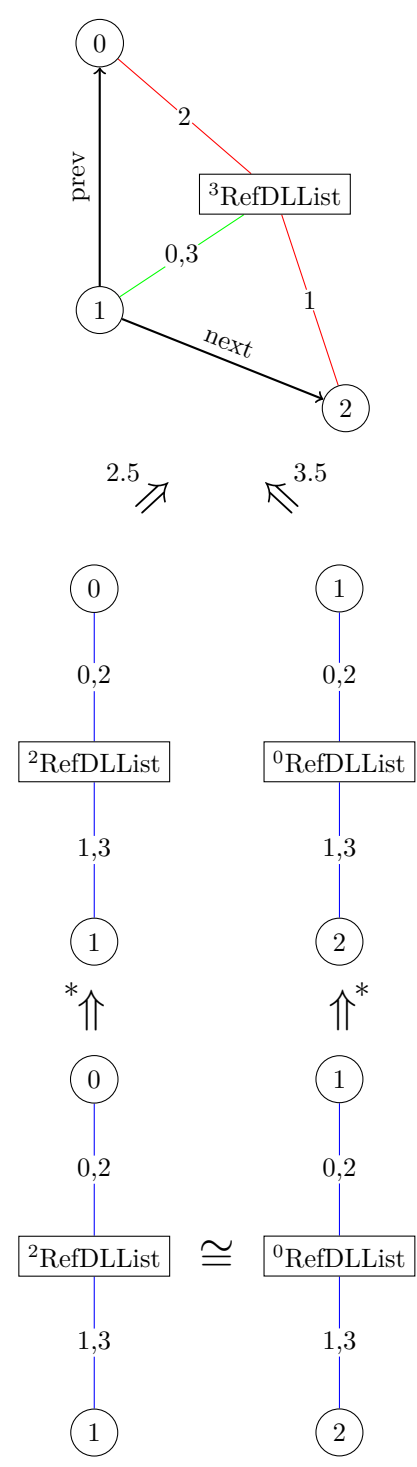 0
2
prev
³RefDLList
0,3
1
1
next
2
2.5 ⇗ ⇖ 3.5
0 1
0,2 0,2
²RefDLList ⁰RefDLList
1,3 1,3
1 2
*⇑ ⇑*
0 1
0,2 0,2
²RefDLList ≅ ⁰RefDLList
1,3 1,3
1 2